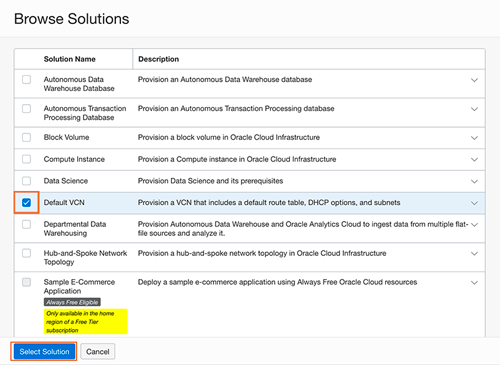 Browse Solutions
Solution Name Description
Autonomous Data Provision an Autonomous Data Warehouse database
Warehouse Database
Autonomous Transaction Provision an Autonomous Transaction Processing database
Processing Database
Block Volume Provision a block volume in Oracle Cloud Infrastructure
Compute Instance Provision a Compute instance in Oracle Cloud Infrastructure
Data Science Provision Data Science and its prerequisites
Default VCN Provision a VCN that includes a default route table, DHCP options, and subnets
Departmental Data Provision Autonomous Data Warehouse and Oracle Analytics Cloud to ingest data from multiple flat-
Warehousing file sources and analyze it.
Hub-and-Spoke Network Provision a hub-and-spoke network topology in Oracle Cloud Infrastructure
Topology
Sample E-Commerce Deploy a sample e-commerce application using Always Free Oracle Cloud resources
Application
Always Free Eligible
Only available in the home
region of a Free Tier
subscription
Select Solution Cancel